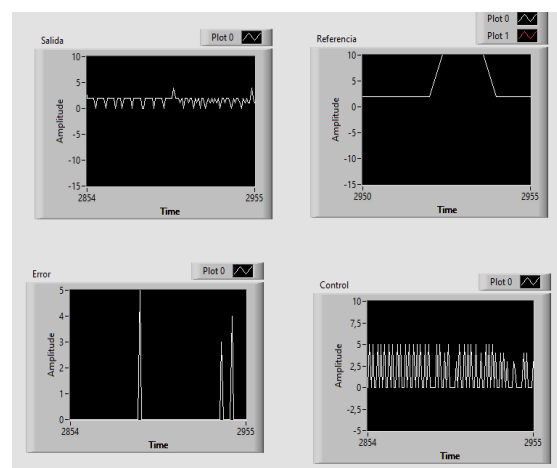 Salida
Plot 0
Amplitude
10
5
0
-5
-10
-15
2854
2955
Time
Referencia
Plot 0
Plot 1
Amplitude
10
5
0
-5
-10
-15
2950
2955
Time
Error
Plot 0
Amplitude
5
4
3
2
1
0
2854
2955
Time
Control
Plot 0
Amplitude
10
7,5
5
2,5
0
-2,5
-5
2854
2955
Time